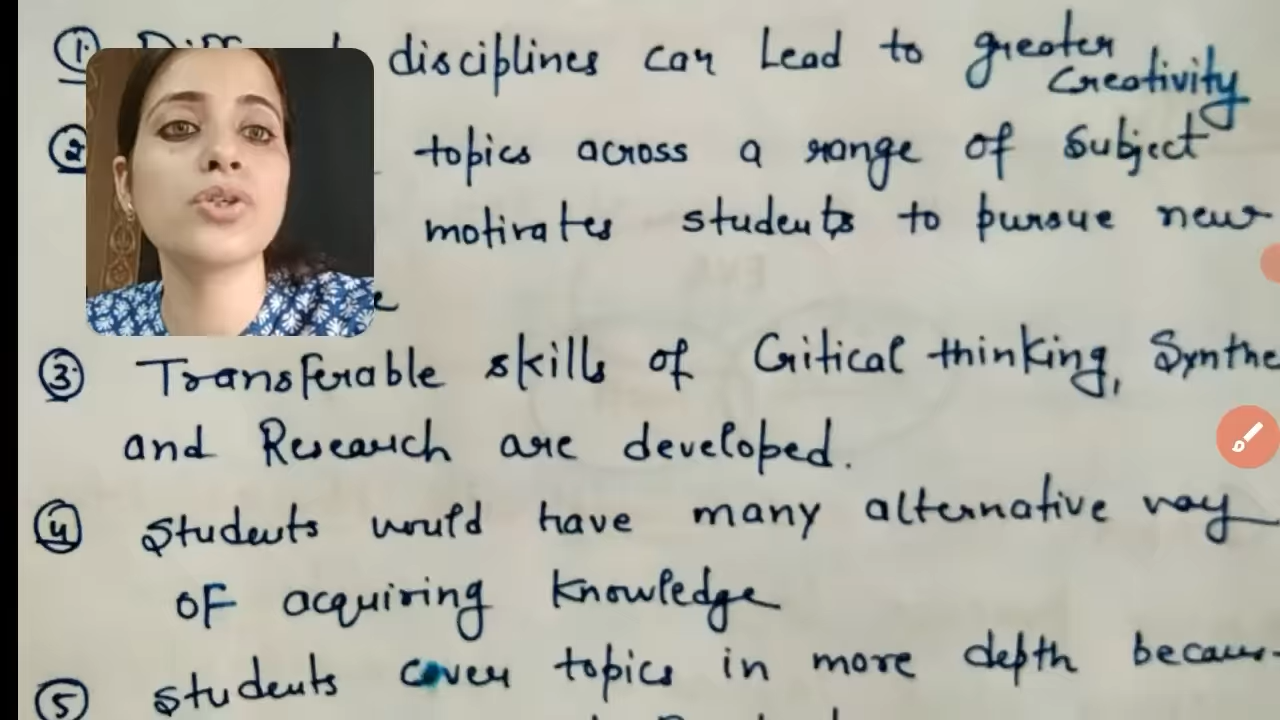 ① disciplines can Lead to greater
Creativity
② topics across a range of Subject
motivates students to pursue new
③ Transferable skills of Critical thinking, Synthe
and Research are developed.
④ Students would have many alternative way
of acquiring knowledge
⑤ Students cover topics in more depth becaus